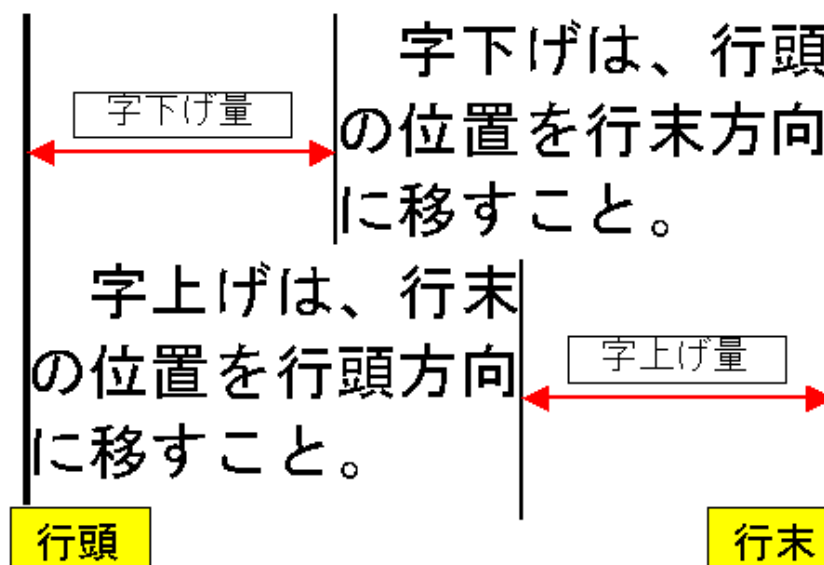 字下げは、行頭
の位置を行末方向
に移すこと。
字下げ量
字上げは、行末
の位置を行頭方向
に移すこと。
字上げ量
行頭
行末